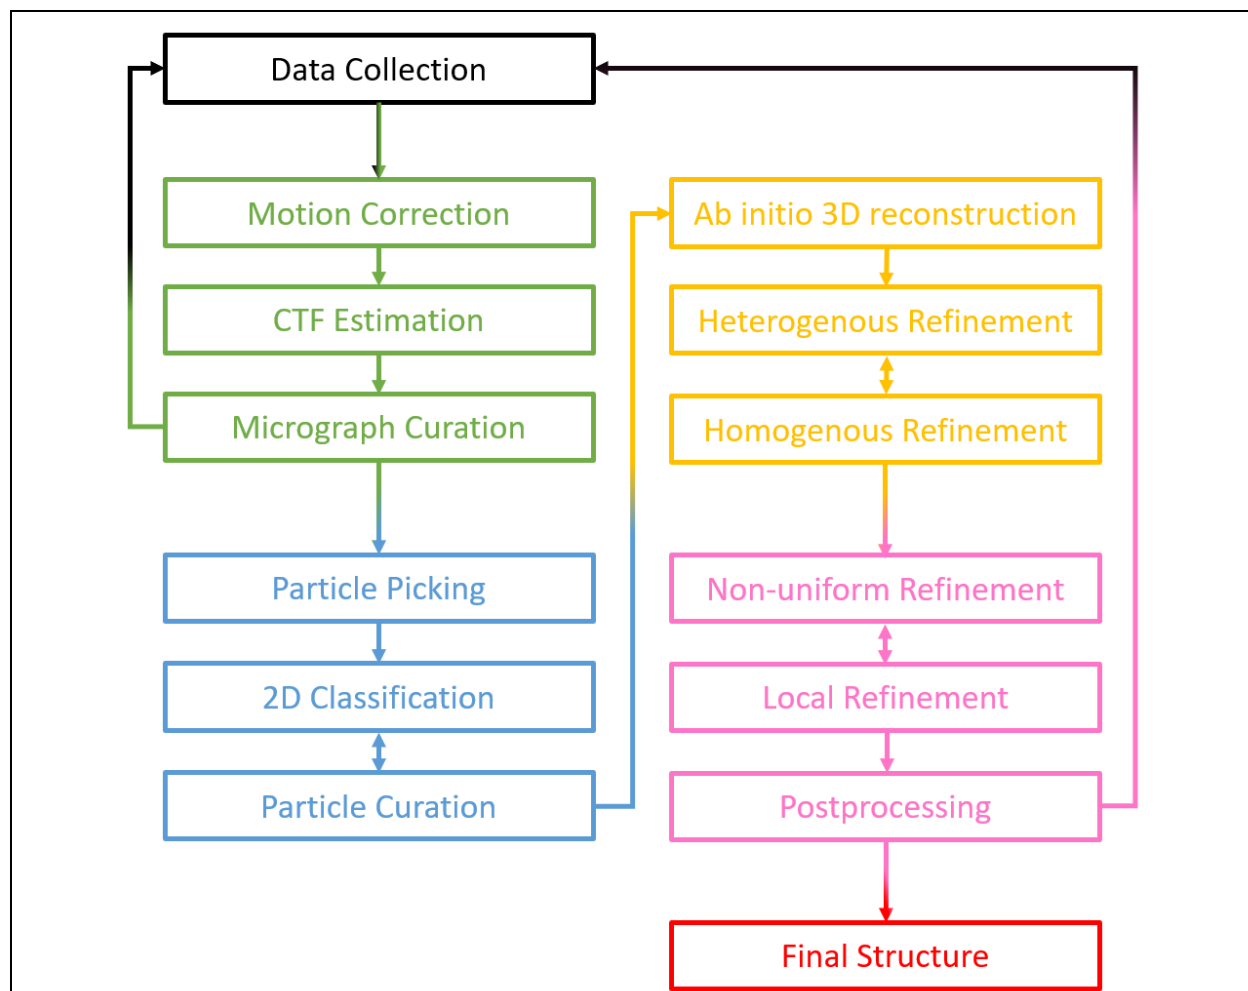 Data Collection
Motion Correction
CTF Estimation
Micrograph Curation
Particle Picking
2D Classification
Particle Curation
Ab initio 3D reconstruction
Heterogenous Refinement
Homogenous Refinement
Non-uniform Refinement
Local Refinement
Postprocessing
Final Structure